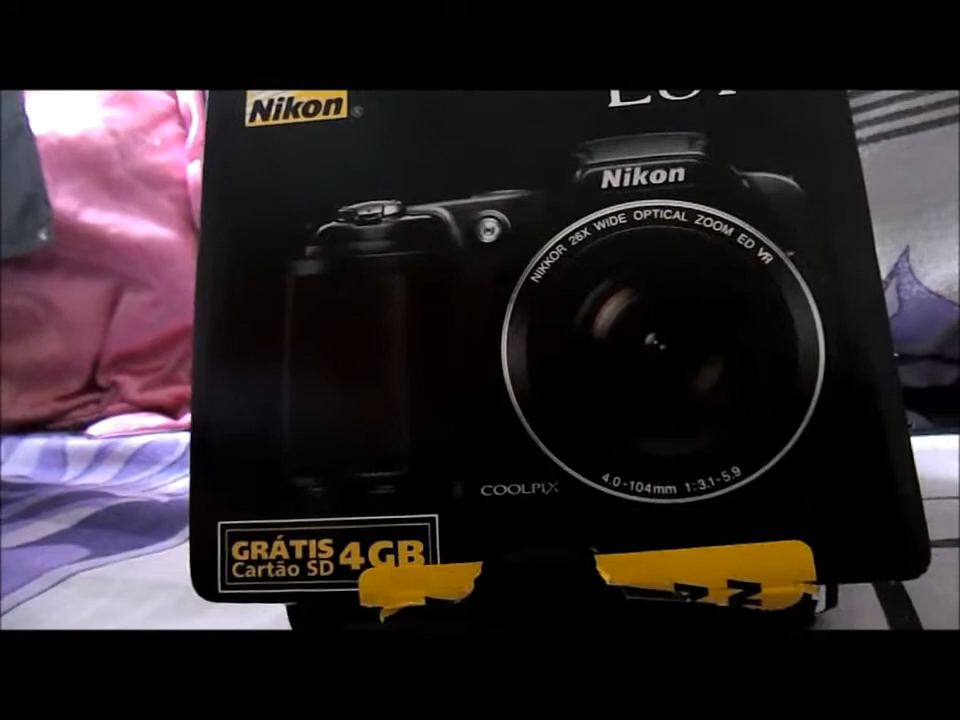 Nikon®
Nikon
NIKKOR 26X WIDE OPTICAL ZOOM ED VR
4.0-104mm 1:3.1-5.9
COOLPIX
GRÁTIS 4GB
Cartão SD